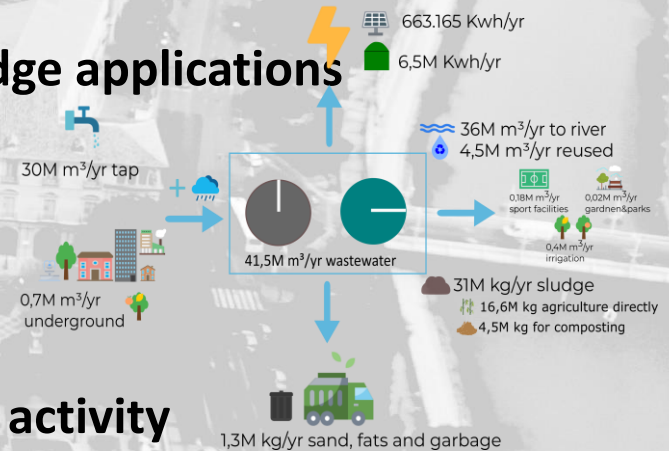 663.165 Kwh/yr
dge applications
6,5M Kwh/yr
36M m³/yr to river
4,5M m³/yr reused
30M m³/yr tap
+
0,18M m³/yr
sport facilities
0,02M m³/yr
gardnen&parks
0,4M m³/yr
irrigation
41,5M m³/yr wastewater
31M kg/yr sludge
16,6M kg agriculture directly
4,5M kg for composting
0,7M m³/yr
underground
activity
1,3M kg/yr sand, fats and garbage